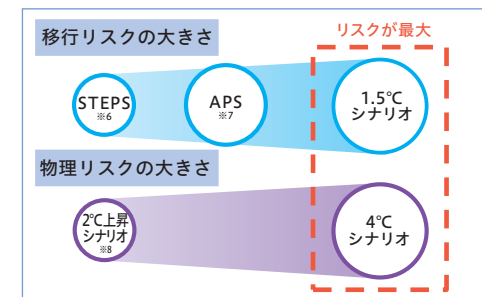 移行リスクの大きさ
リスクが最大
STEPS
※6
APS
※7
1.5℃
シナリオ
物理リスクの大きさ
2℃上昇
シナリオ
※8
4℃
シナリオ